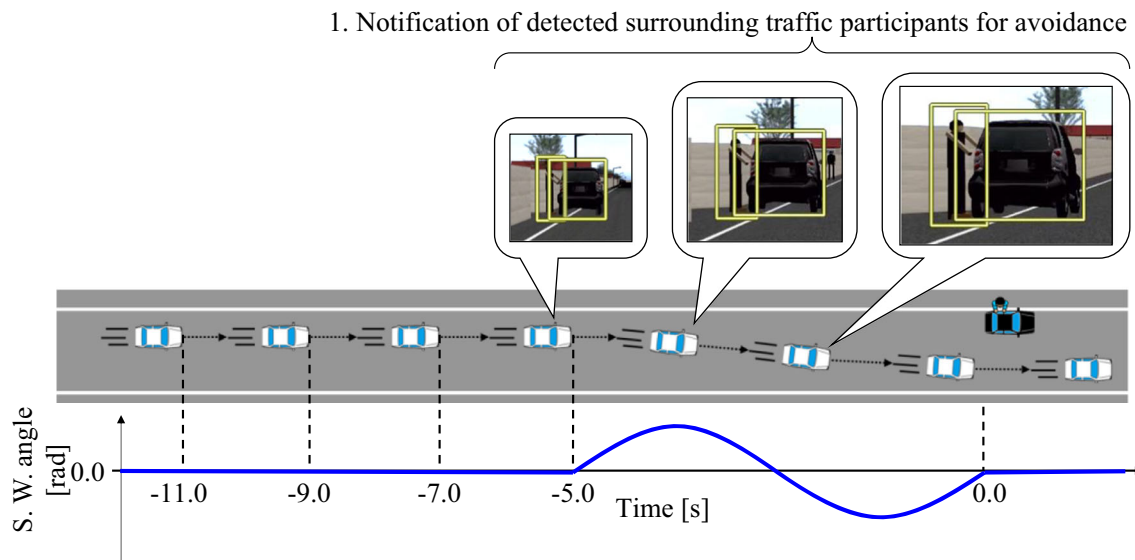 1. Notification of detected surrounding traffic participants for avoidance
S. W. angle
[rad]
0.0
-11.0
-9.0
-7.0
-5.0
0.0
Time [s]